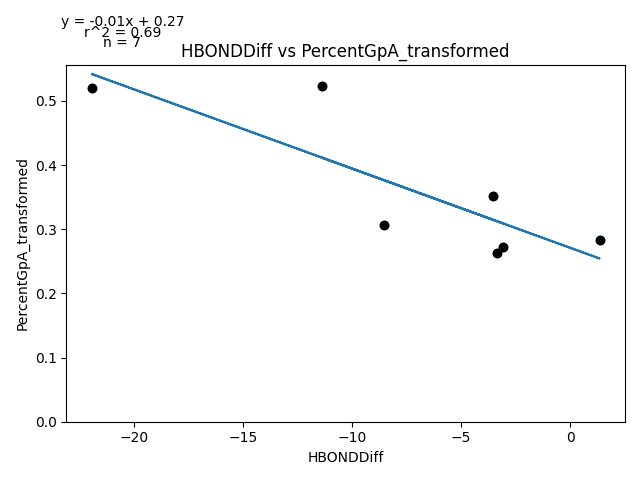 y = -0.01x + 0.27
r^2 = 0.69
n = 7
HBONDDiff vs PercentGpA_transformed
PercentGpA_transformed
0.5
0.4
0.3
0.2
0.1
0.0
−20
−15
−10
−5
0
HBONDDiff